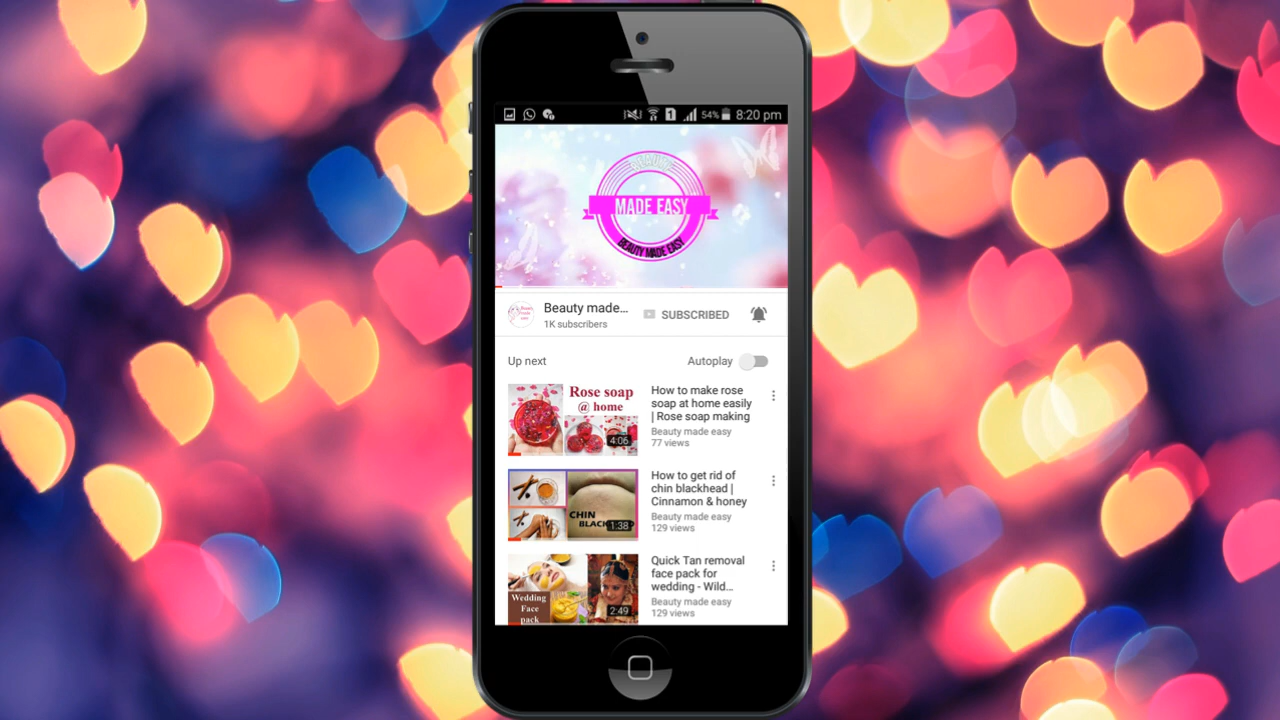 1
54%
8:20 pm
BEAUTY
MADE EASY
BEAUTY MADE EASY
Beauty made...
SUBSCRIBED
1K subscribers
Up next
Autoplay
Rose soap
@ home
4:06
How to make rose
soap at home easily
| Rose soap making
Beauty made easy
77 views
CHIN
1:38
How to get rid of
chin blackhead |
Cinnamon & honey
Beauty made easy
129 views
Wedding
Face
pack
2:49
Quick Tan removal
face pack for
wedding - Wild...
Beauty made easy
129 views